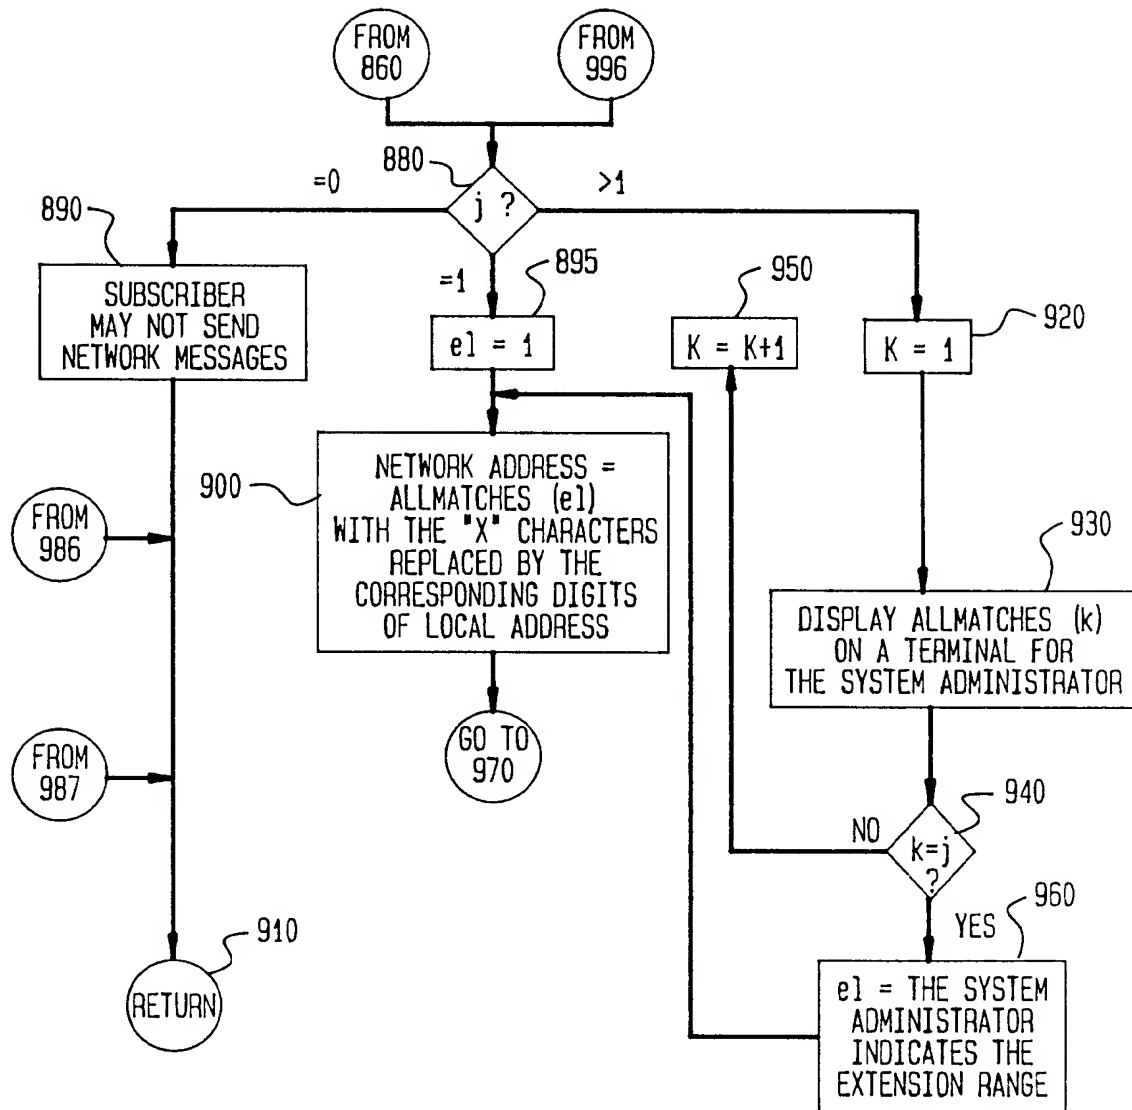 FROM
860
FROM
996
880
j ?
=0
>1
=1
890
SUBSCRIBER
MAY NOT SEND
NETWORK MESSAGES
895
el = 1
950
K = K+1
920
K = 1
900
NETWORK ADDRESS =
ALLMATCHES (el)
WITH THE "X" CHARACTERS
REPLACED BY THE
CORRESPONDING DIGITS
OF LOCAL ADDRESS
FROM
986
930
DISPLAY ALLMATCHES (k)
ON A TERMINAL FOR
THE SYSTEM ADMINISTRATOR
GO TO
970
FROM
987
940
k=j
?
NO
YES
960
el = THE SYSTEM
ADMINISTRATOR
INDICATES THE
EXTENSION RANGE
910
RETURN